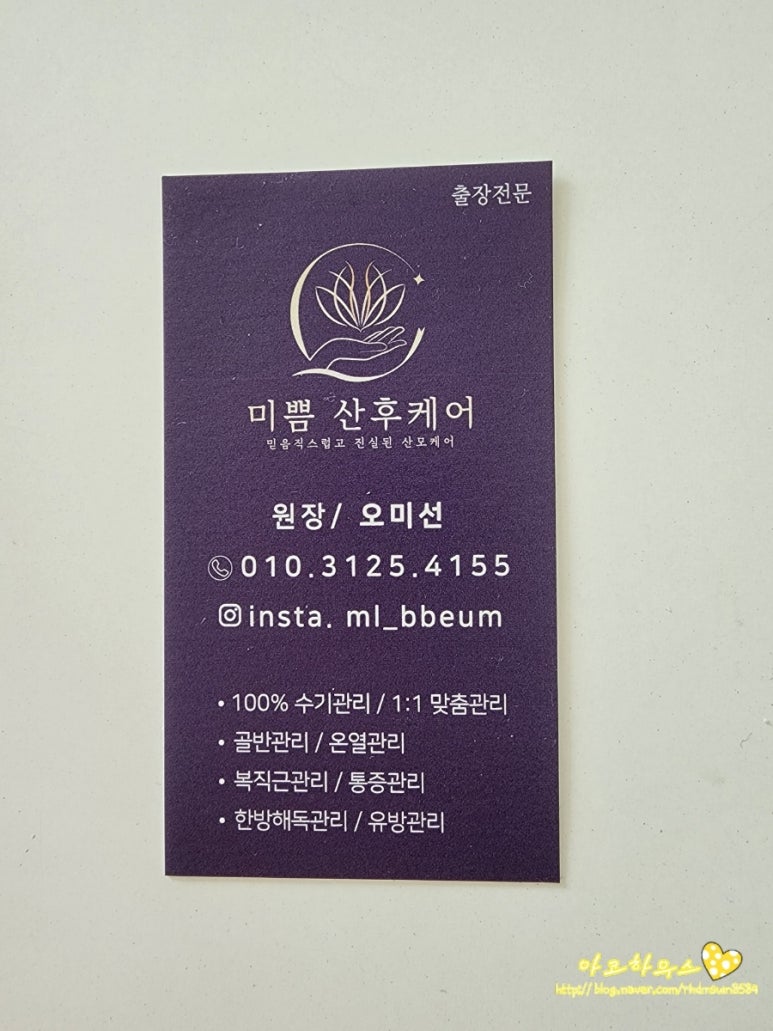 출장전문
미쁨 산후케어
믿음직스럽고 진실된 산모케어
원장/ 오미선
010.3125.4155
insta. ml_bbeum
• 100% 수기관리 / 1:1 맞춤관리
• 골반관리 / 온열관리
• 복직근관리 / 통증관리
• 한방해독관리 / 유방관리
야코하우스